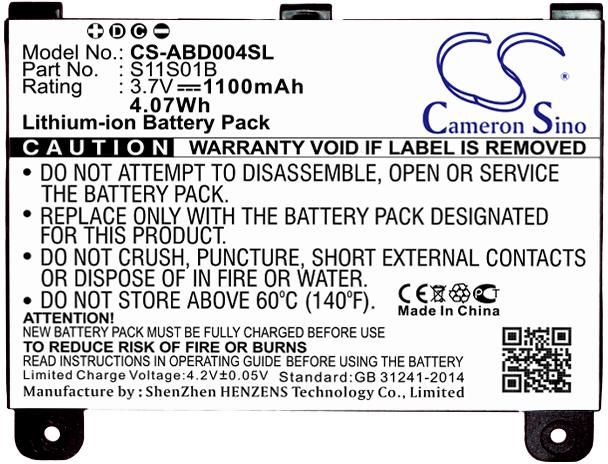 + D C -
Model No.: CS-ABD004SL
Part No. : S11S01B
Rating : 3.7V⎓1100mAh
4.07Wh
Lithium-ion Battery Pack
CS
®
Cameron Sino
CAUTION WARRANTY VOID IF LABEL IS REMOVED
• DO NOT ATTEMPT TO DISASSEMBLE, OPEN OR SERVICE
THE BATTERY PACK.
• REPLACE ONLY WITH THE BATTERY PACK DESIGNATED
FOR THIS PRODUCT.
• DO NOT CRUSH, PUNCTURE, SHORT EXTERNAL CONTACTS
OR DISPOSE OF IN FIRE OR WATER.
• DO NOT STORE ABOVE 60°C (140°F).
CE PCT
Made In China
ATTENTION!
NEW BATTERY PACK MUST BE FULLY CHARGED BEFORE USE.
TO REDUCE RISK OF FIRE OR BURNS
READ INSTRUCTIONS IN OPERATING GUIDE BEFORE USING BATTERY.
Limited Charge Voltage:4.2V±0.05V Standard:GB 31241-2014
Manufacture by : ShenZhen HENZENS Technology Co., Limited